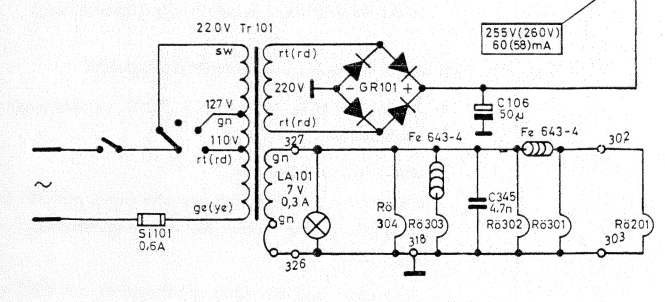 220V Tr101
sw
rt(rd)
255V(260V)
60(58)mA
220V
- GR101 +
127V
gn
C106
50µ
110V
rt(rd)
rt(rd)
327
Fe 643-4
Fe 643-4
302
gn
LA101
7V
0,3A
gn
~
ge(ye)
Si101
0,6A
C345
4.7n
Rö
304
318
Rö303
Rö302
Rö301
Rö201
303
326